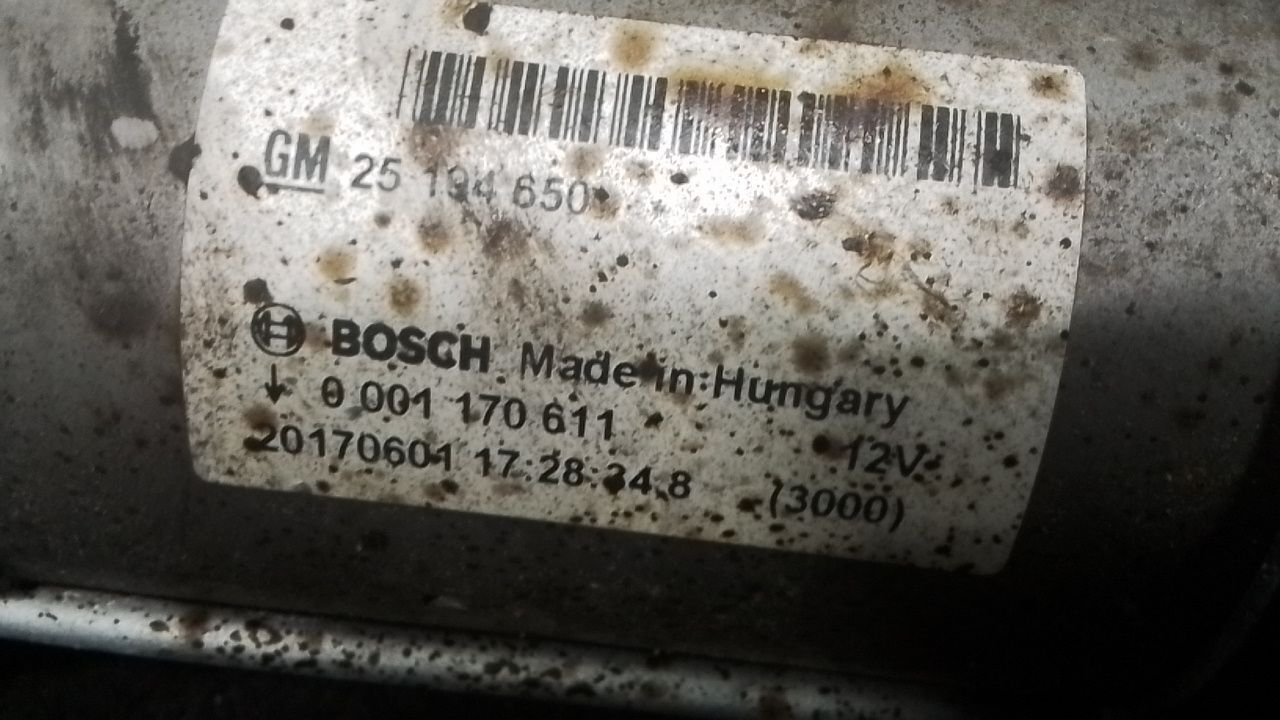 GM 25 194 650
BOSCH Made in Hungary
0 001 170 611 12V
20170601 17:28:34.8 (3000)